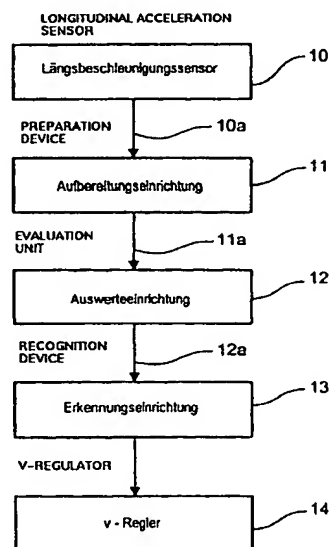 LONGITUDINAL ACCELERATION
SENSOR
10
Längsbeschleunigungssensor
PREPARATION
DEVICE
10a
11
Aufbereitungseinrichtung
EVALUATION
UNIT
11a
12
Auswerteeinrichtung
RECOGNITION
DEVICE
12a
13
Erkennungseinrichtung
V-REGULATOR
14
v - Regler